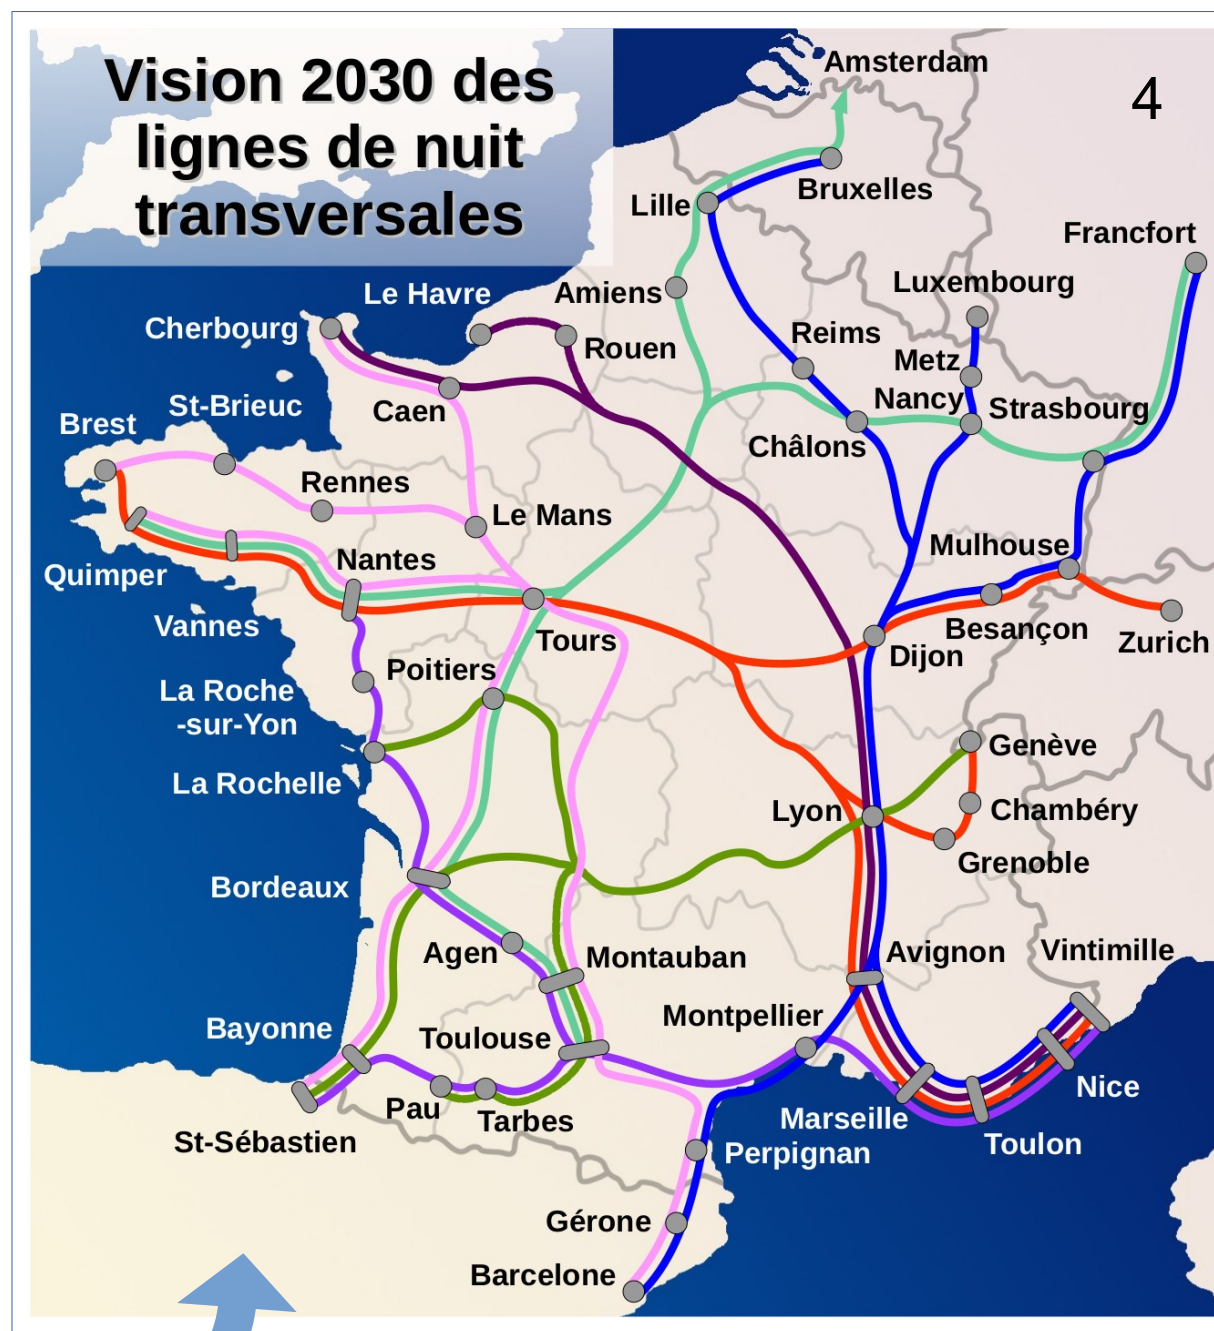 Vision 2030 des
lignes de nuit
transversales
4
Amsterdam
Bruxelles
Lille
Francfort
Luxembourg
Le Havre
Amiens
Cherbourg
Reims
Rouen
Metz
Nancy
Strasbourg
Caen
St-Brieuc
Brest
Châlons
Rennes
Le Mans
Mulhouse
Nantes
Quimper
Vannes
Tours
Besançon
Zurich
Dijon
Poitiers
La Roche
-sur-Yon
Genève
La Rochelle
Lyon
Chambéry
Grenoble
Bordeaux
Agen
Montauban
Avignon
Vintimille
Montpellier
Bayonne
Toulouse
Nice
Pau
Tarbes
Marseille
Toulon
St-Sébastien
Perpignan
Gérone
Barcelone